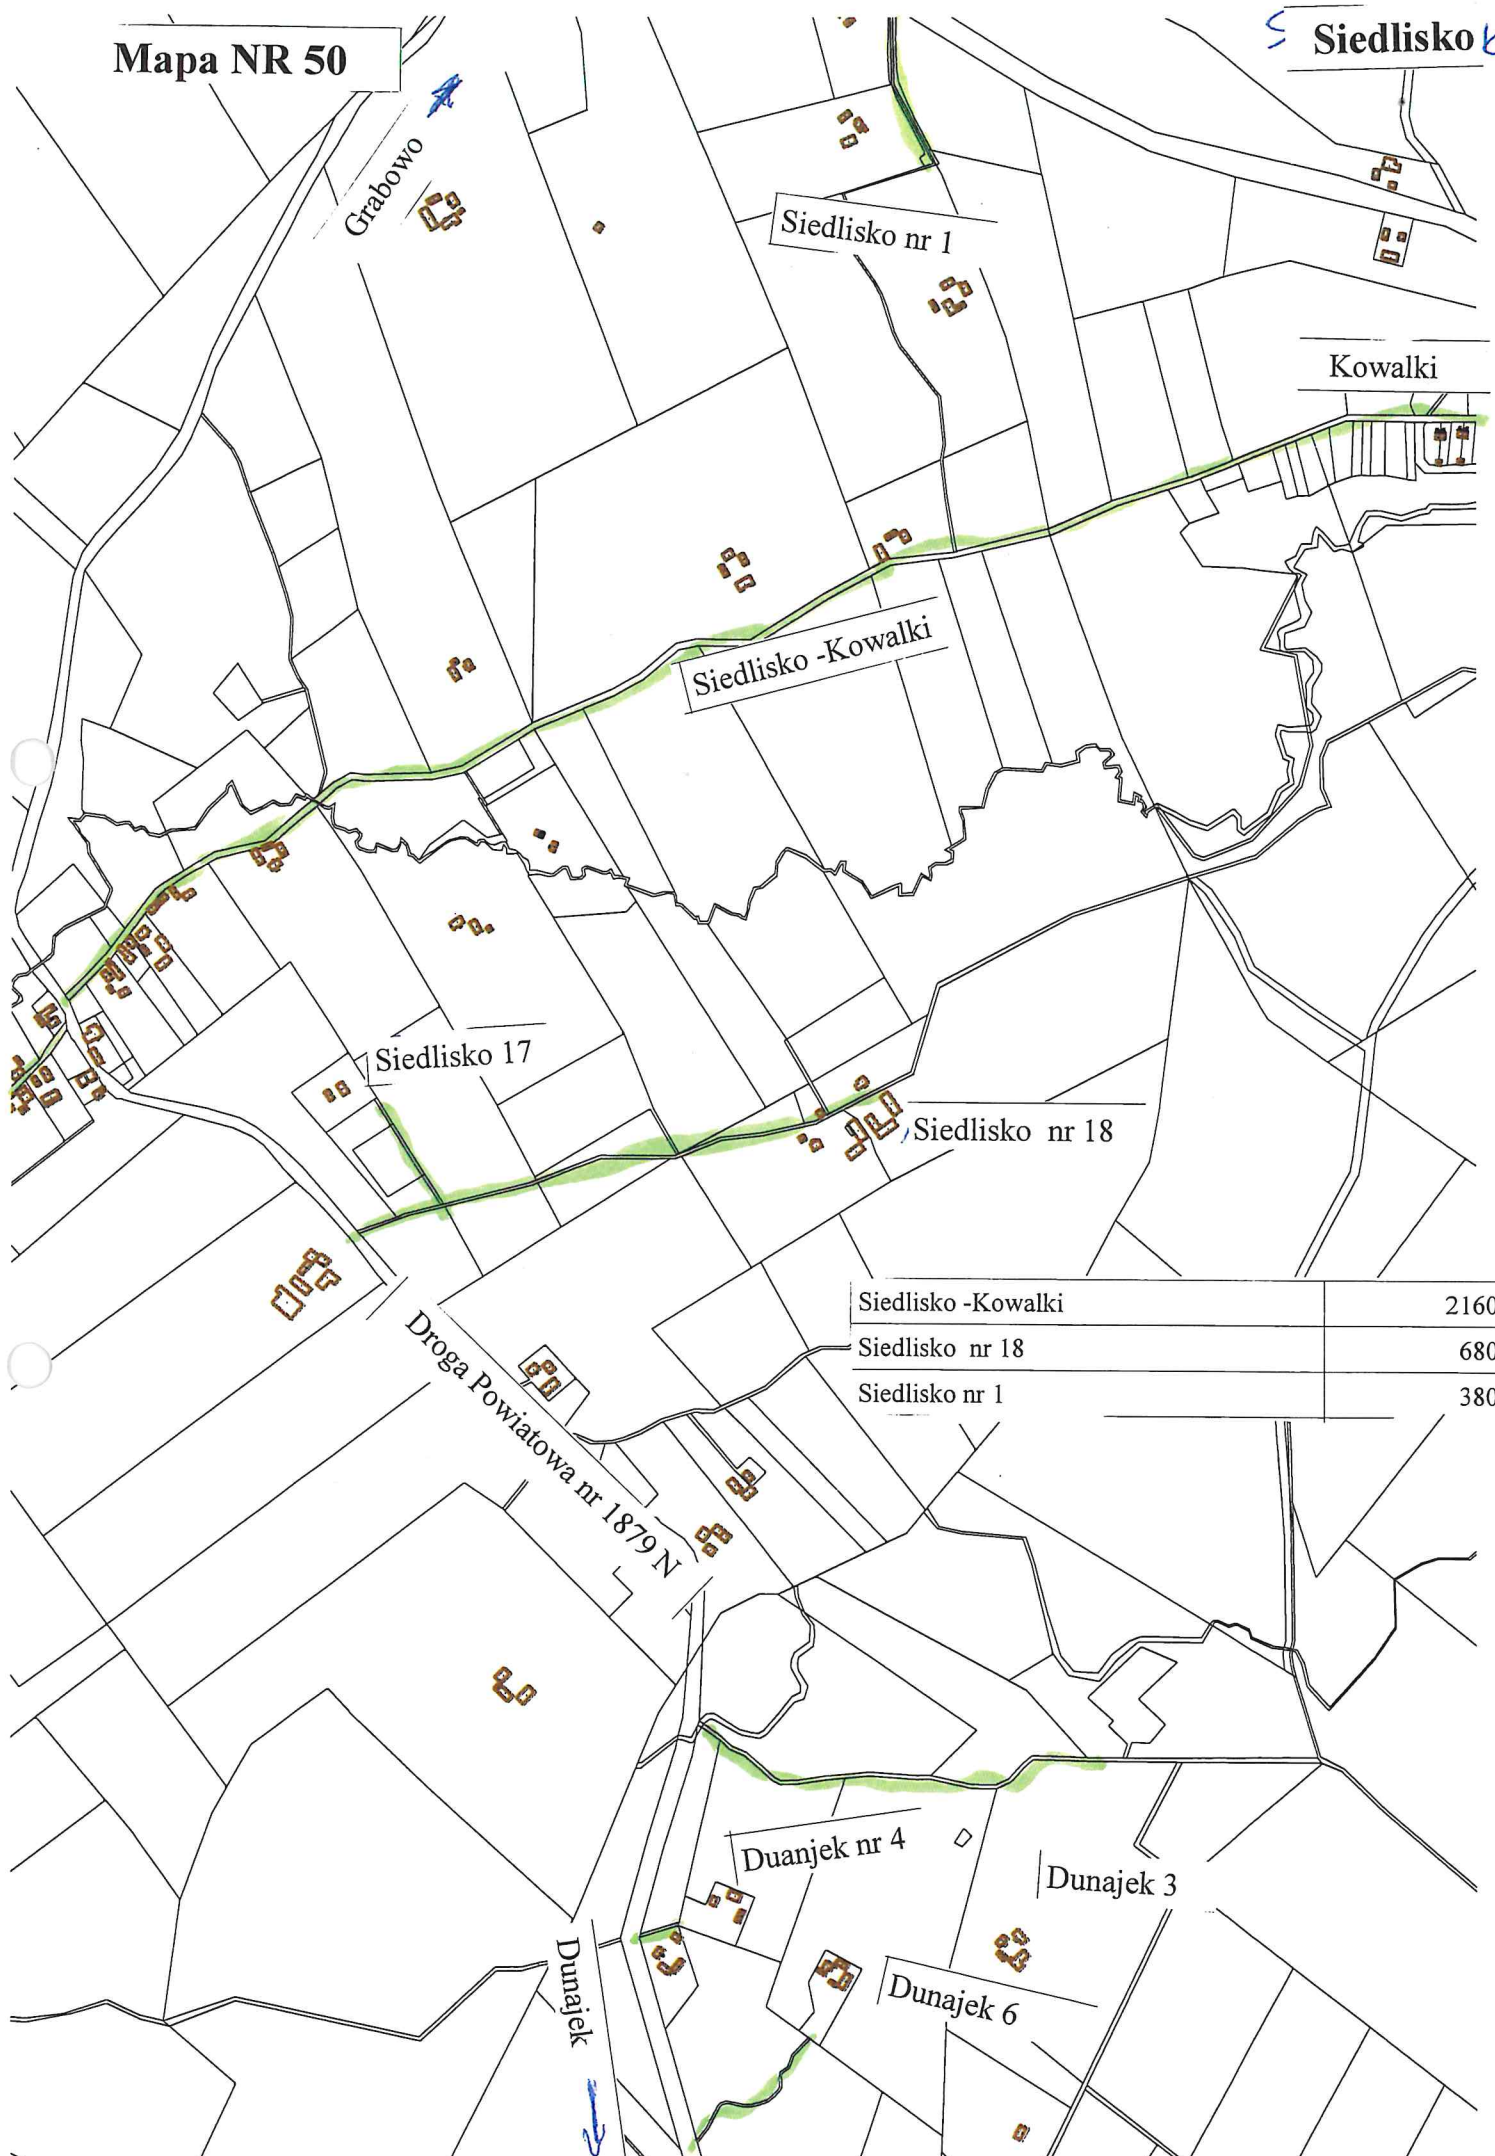 Mapa NR 50
Siedlisko
Grabowo
Siedlisko nr 1
Kowalki
Siedlisko -Kowalki
Siedlisko 17
Siedlisko nr 18
Siedlisko -Kowalki 2160
Siedlisko nr 18 680
Siedlisko nr 1 380
Droga Powiatowa nr 1879 N
Duanjek nr 4
Dunajek 3
Dunajek 6
Dunajek